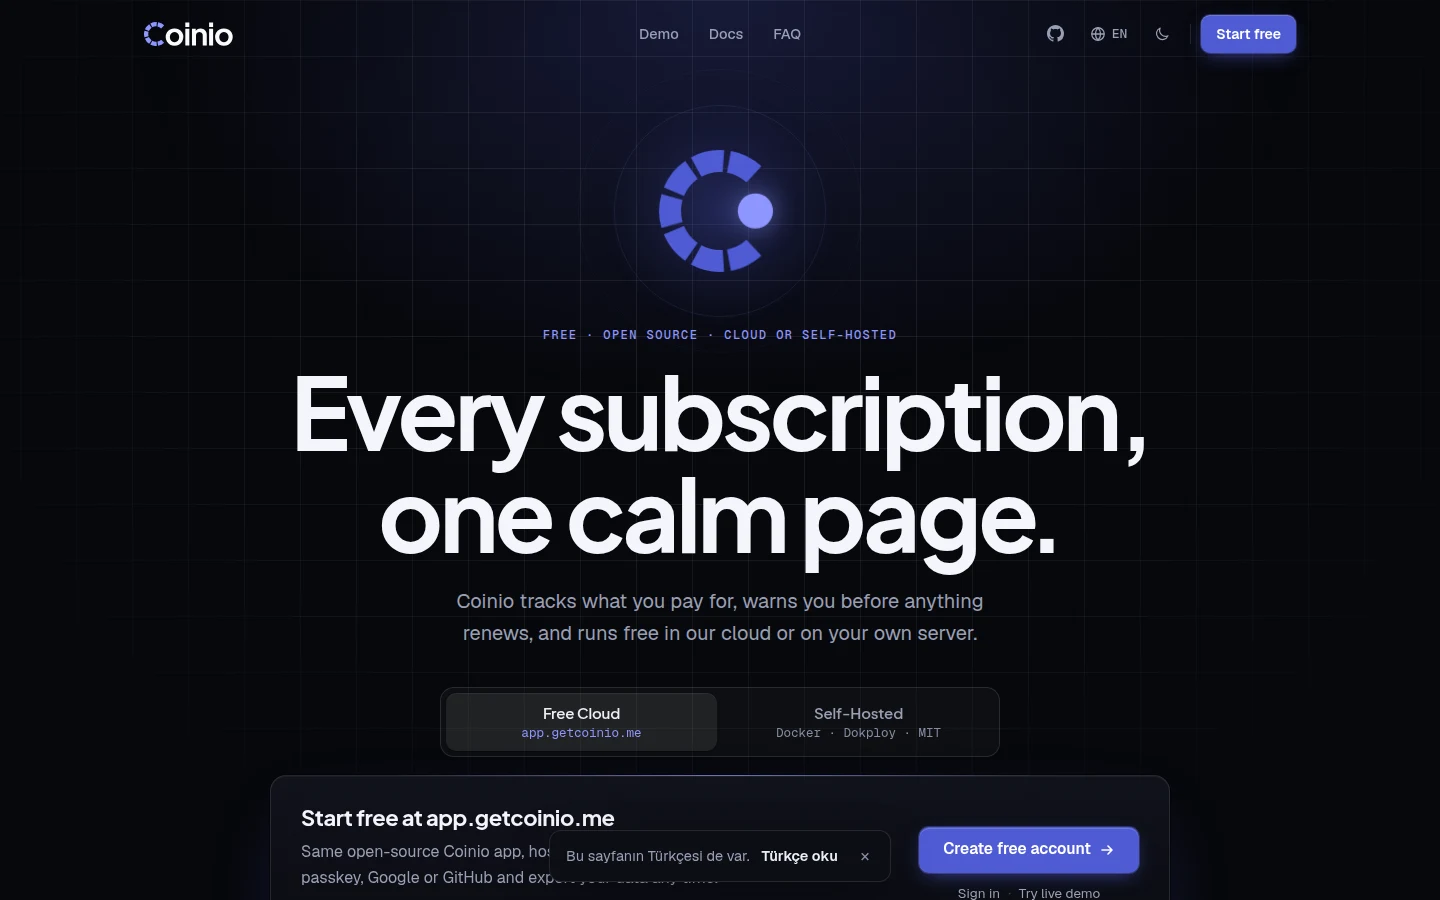 Coinio
Demo
Docs
FAQ
EN
Start free
FREE · OPEN SOURCE · CLOUD OR SELF-HOSTED
Every subscription,
one calm page.
Coinio tracks what you pay for, warns you before anything
renews, and runs free in our cloud or on your own server.
Free Cloud
app.getcoinio.me
Self-Hosted
Docker · Dokploy · MIT
Start free at app.getcoinio.me
Same open-source Coinio app,
passkey, Google or GitHub and
Bu sayfanın Türkçesi de var. Türkçe oku ×
Create free account →
Sign in · Try live demo